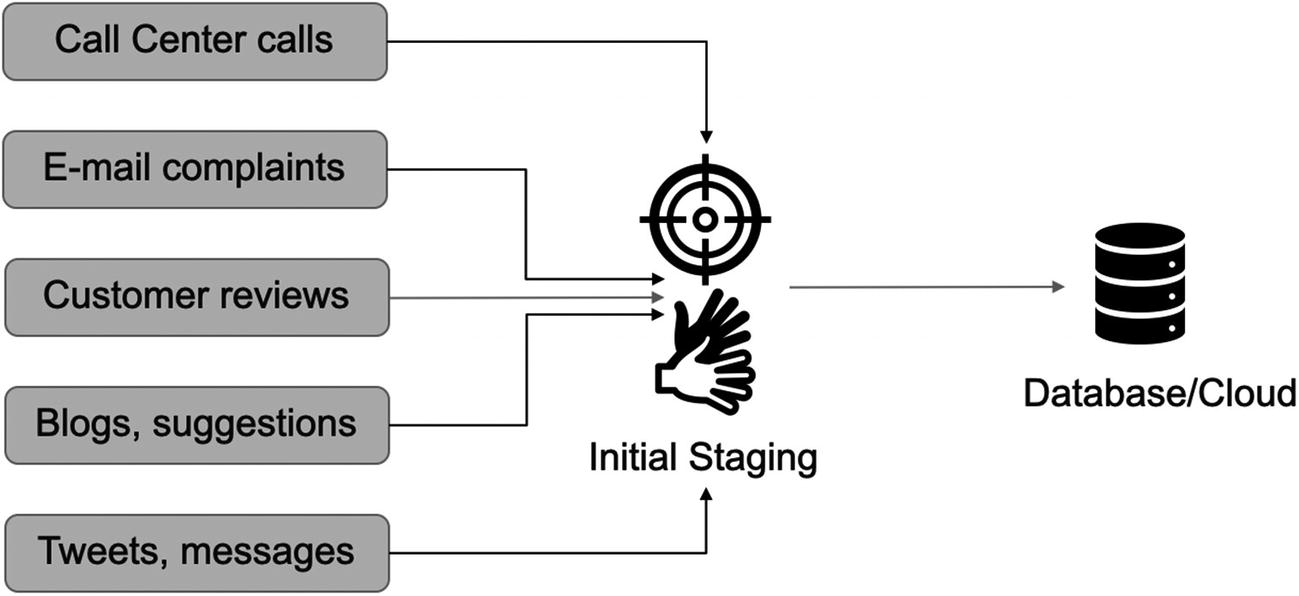 Call Center calls
E-mail complaints
Customer reviews
Blogs, suggestions
Tweets, messages
Initial Staging
Database/Cloud